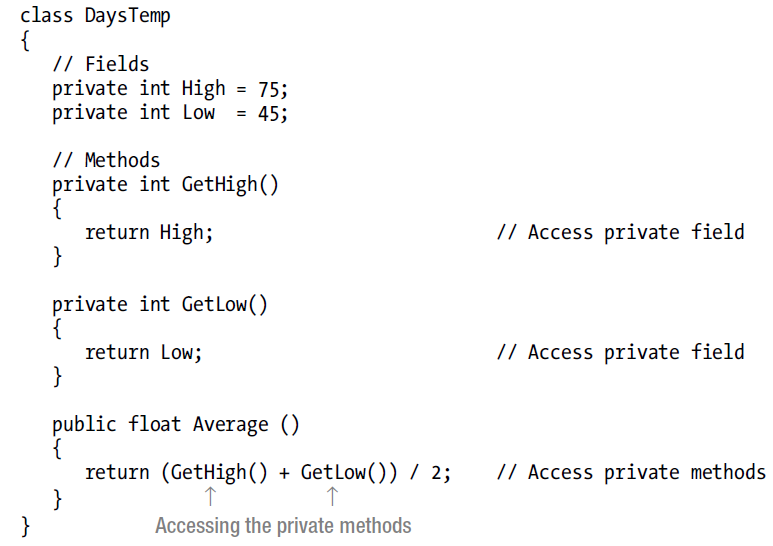 class DaysTemp
{
   // Fields
   private int High = 75;
   private int Low  = 45;

   // Methods
   private int GetHigh()
   {
      return High;                          // Access private field
   }

   private int GetLow()
   {
      return Low;                           // Access private field
   }

   public float Average ()
   {
      return (GetHigh() + GetLow()) / 2;    // Access private methods
   }        ↑          ↑
}            Accessing the private methods